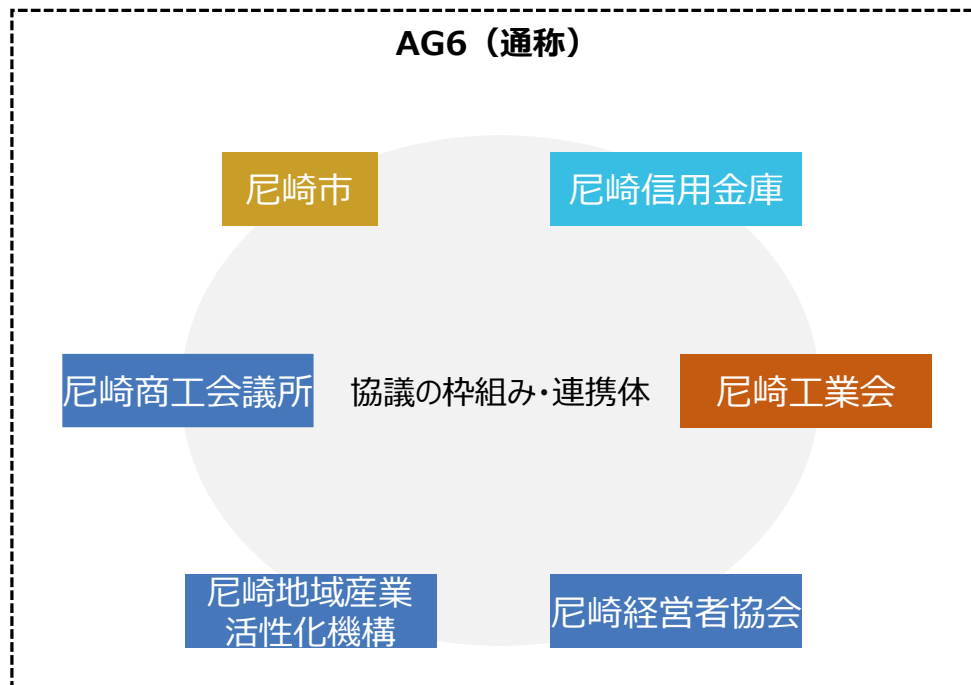 AG6（通称）
尼崎市
尼崎信用金庫
尼崎商工会議所
協議の枠組み・連携体
尼崎工業会
尼崎地域産業
活性化機構
尼崎経営者協会